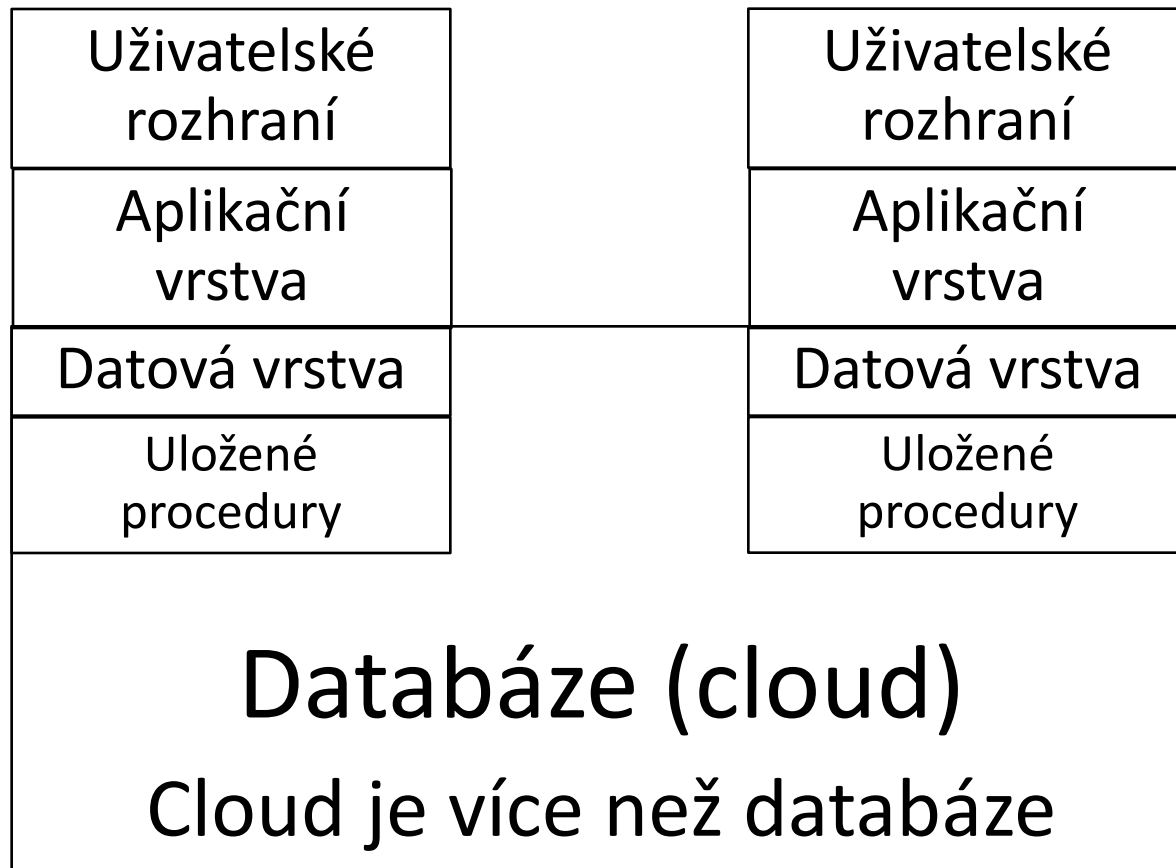 Uživatelské
rozhraní
Aplikační
vrstva
Datová vrstva
Uložené
procedury
Uživatelské
rozhraní
Aplikační
vrstva
Datová vrstva
Uložené
procedury
Databáze (cloud)
Cloud je více než databáze